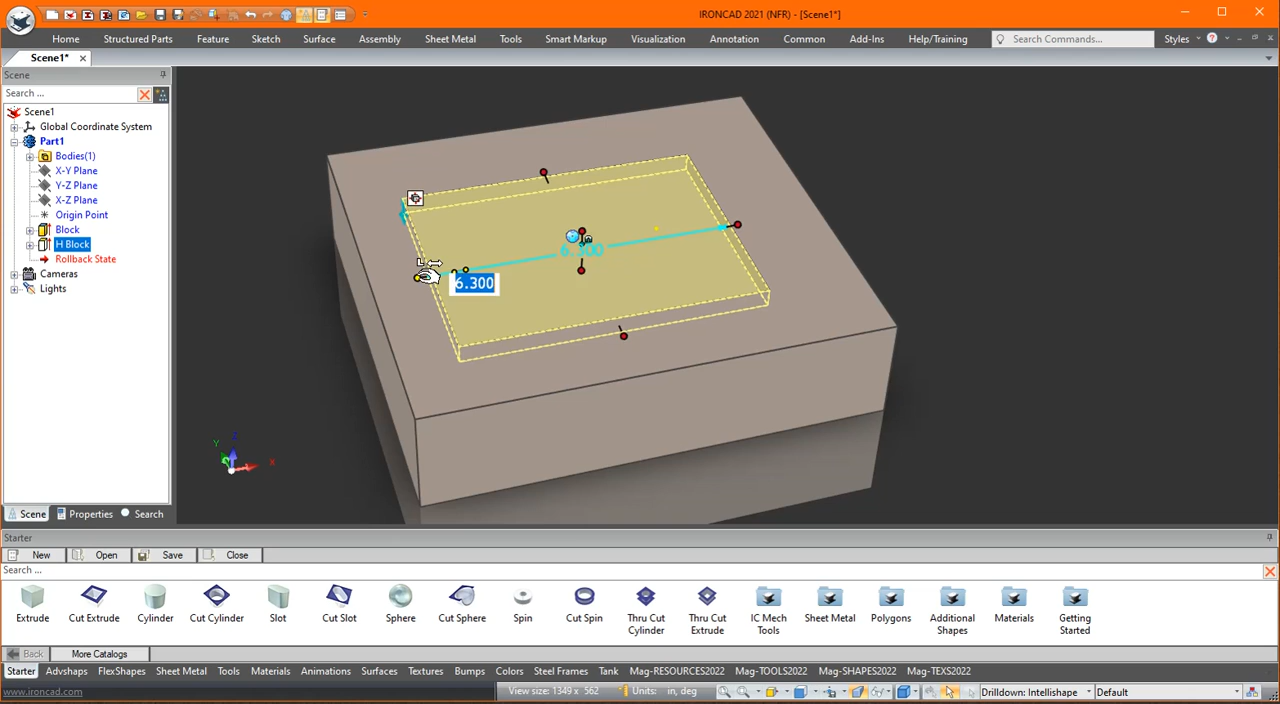 IRONCAD 2021 (NFR) - [Scene1*]
Home Structured Parts Feature Sketch Surface Assembly Sheet Metal Tools Smart Markup Visualization Annotation Common Add-Ins Help/Training Search Commands... Styles
Scene1*
Scene
Search ...
Scene1
Global Coordinate System
Part1
Bodies(1)
X-Y Plane
Y-Z Plane
X-Z Plane
Origin Point
Block
H Block
Rollback State
Cameras
Lights
6.300
L
6.300
Y
Z
X
Scene Properties Search
Starter
New Open Save Close
Search ...
Extrude Cut Extrude Cylinder Cut Cylinder Slot Cut Slot Sphere Cut Sphere Spin Cut Spin Thru Cut Cylinder Thru Cut Extrude IC Mech Tools Sheet Metal Polygons Additional Shapes Materials Getting Started
Back More Catalogs
Starter Advshaps FlexShapes Sheet Metal Tools Materials Animations Surfaces Textures Bumps Colors Steel Frames Tank Mag-RESOURCES2022 Mag-TOOLS2022 Mag-SHAPES2022 Mag-TEXS2022
www.ironcad.com View size: 1349 x 562 Units: in, deg Drilldown: Intellishape Default